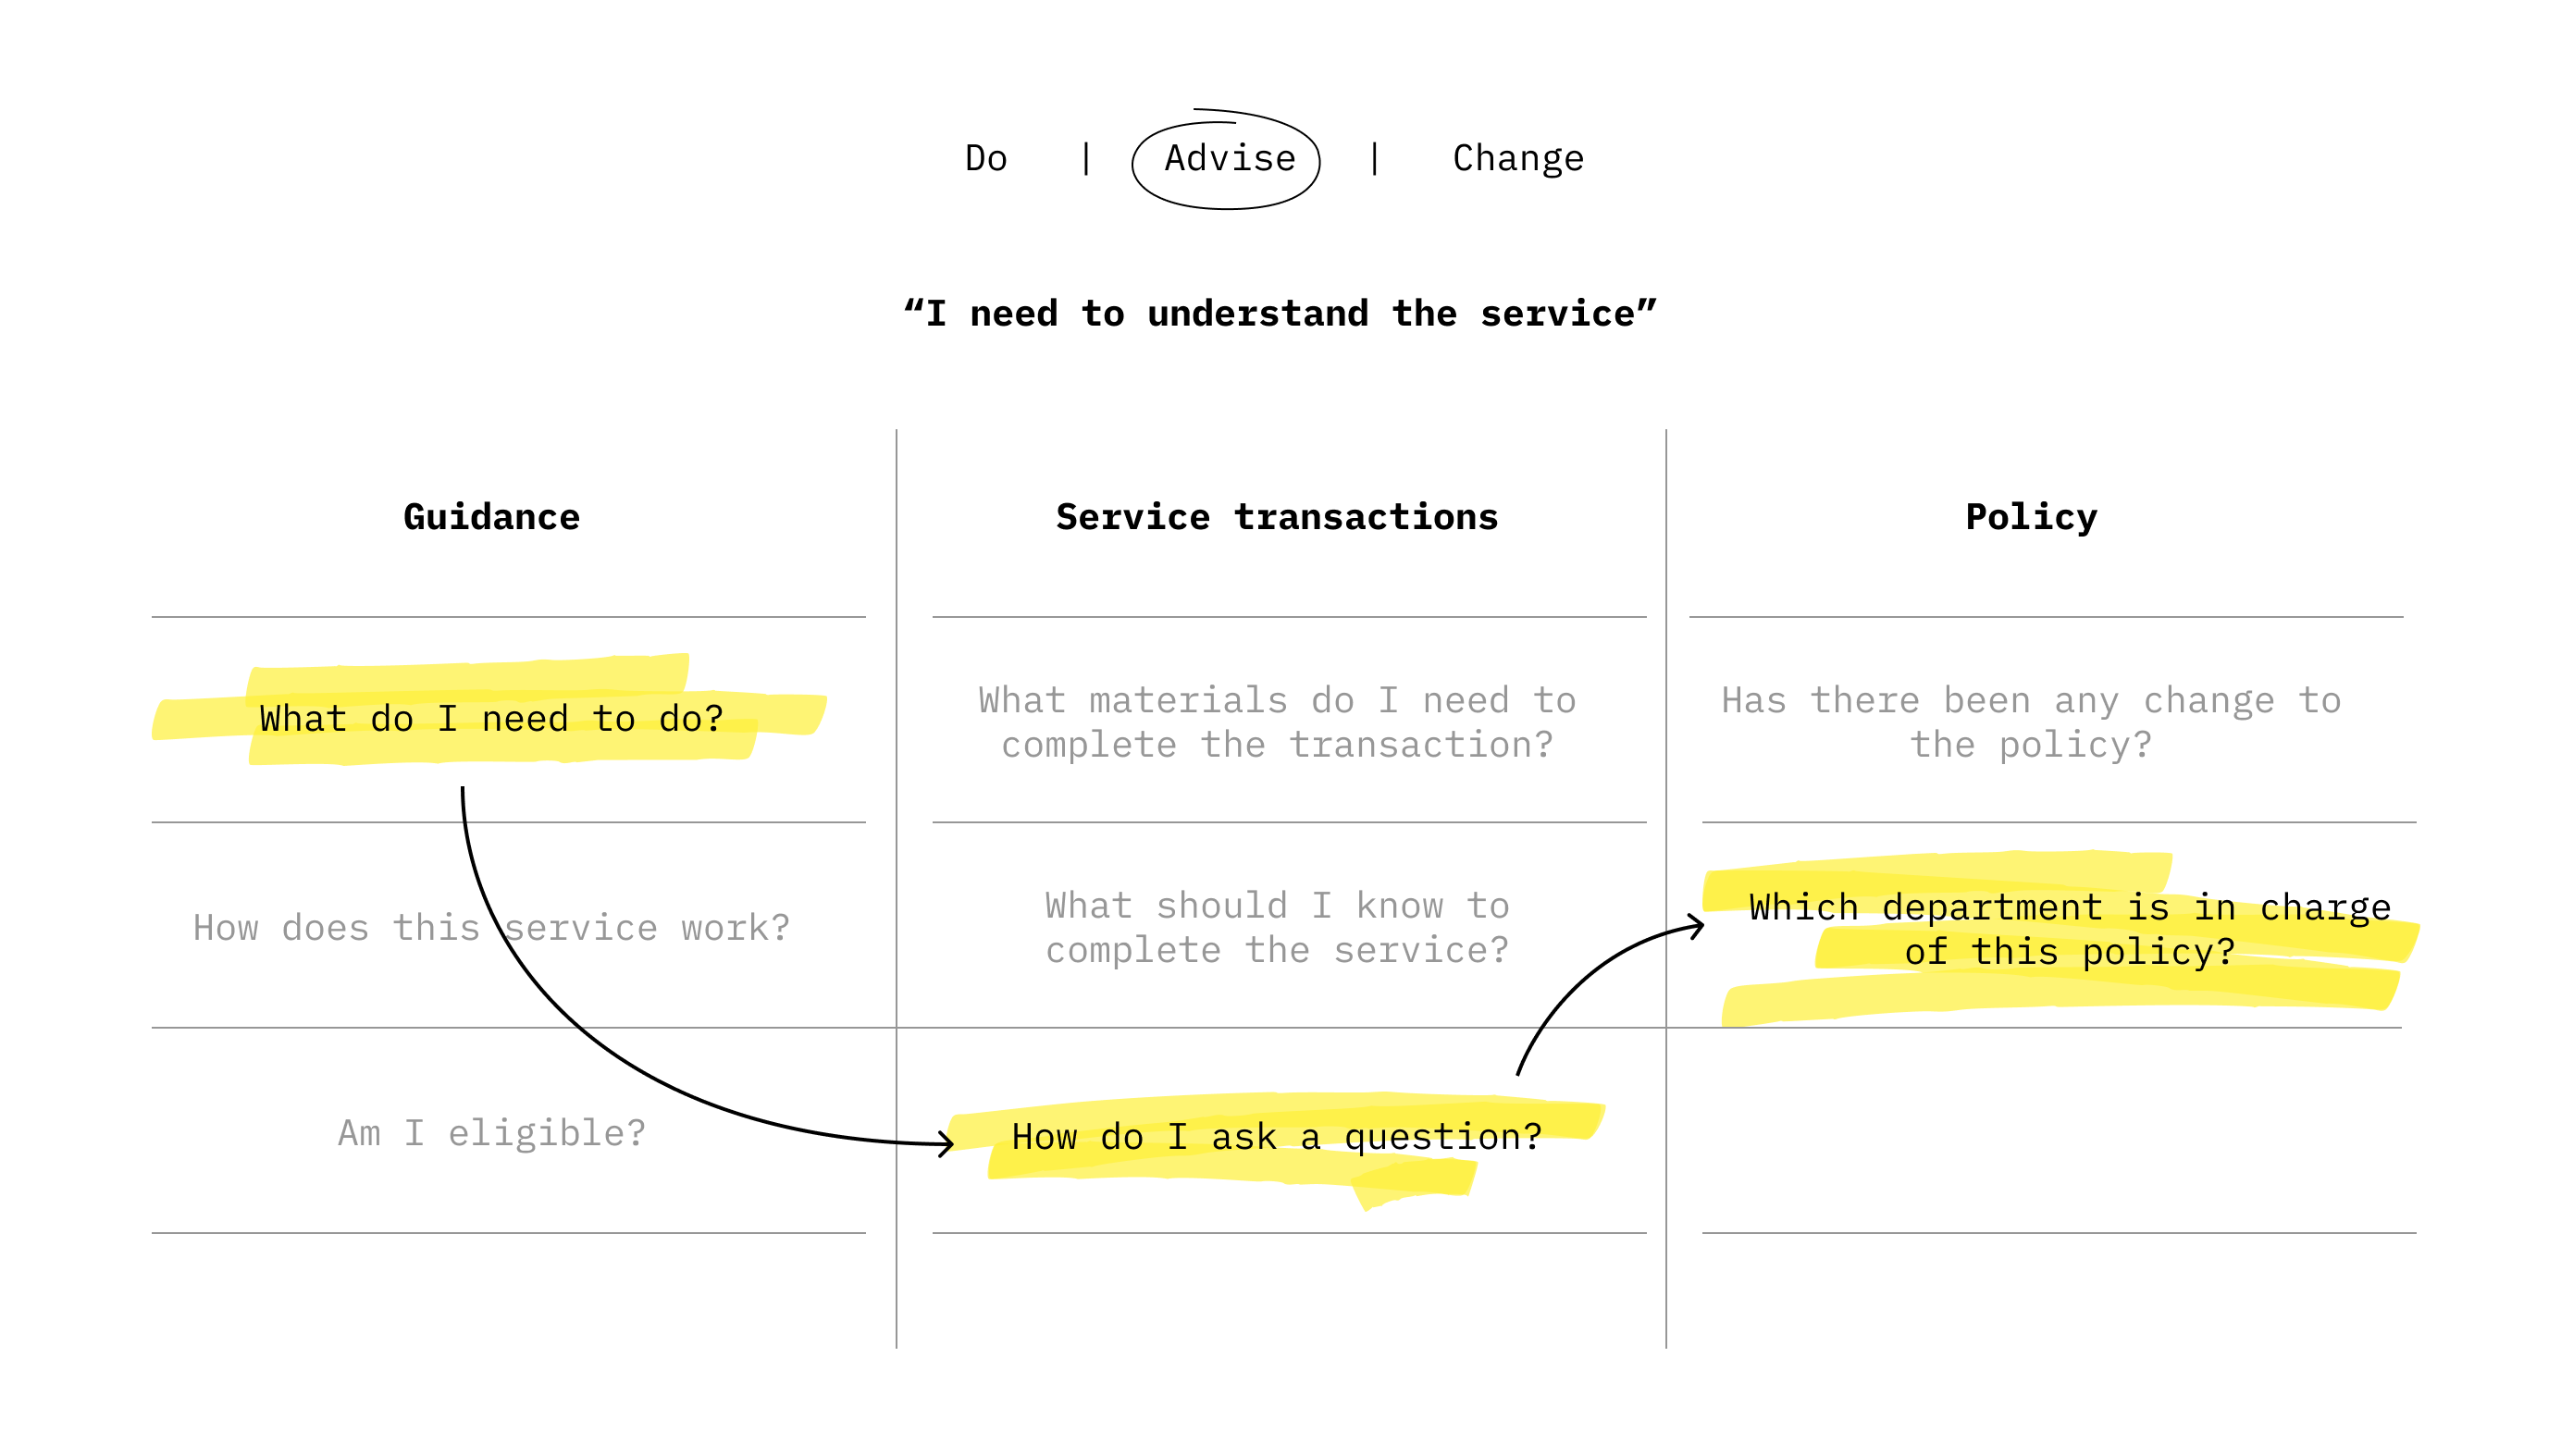 Do | Advise | Change
“I need to understand the service”
Guidance
Service transactions
Policy
What do I need to do?
What materials do I need to
complete the transaction?
Has there been any change to
the policy?
How does this service work?
What should I know to
complete the service?
Which department is in charge
of this policy?
Am I eligible?
How do I ask a question?